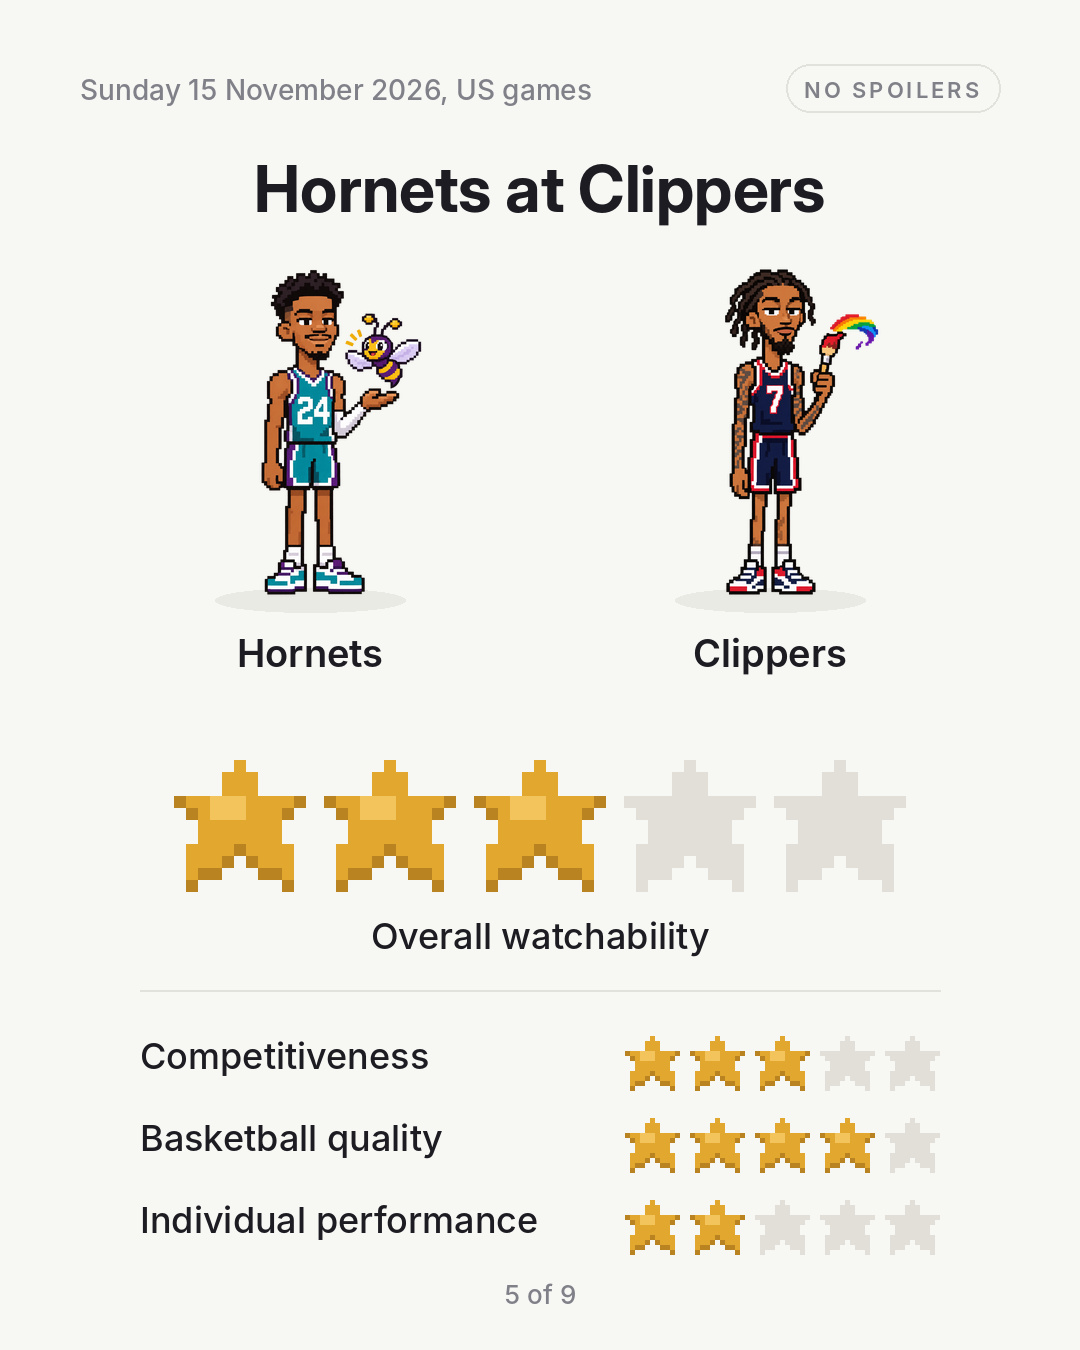 Sunday 15 November 2026, US games
NO SPOILERS
Hornets at Clippers
24
7
Hornets
Clippers
Overall watchability
Competitiveness
Basketball quality
Individual performance
5 of 9